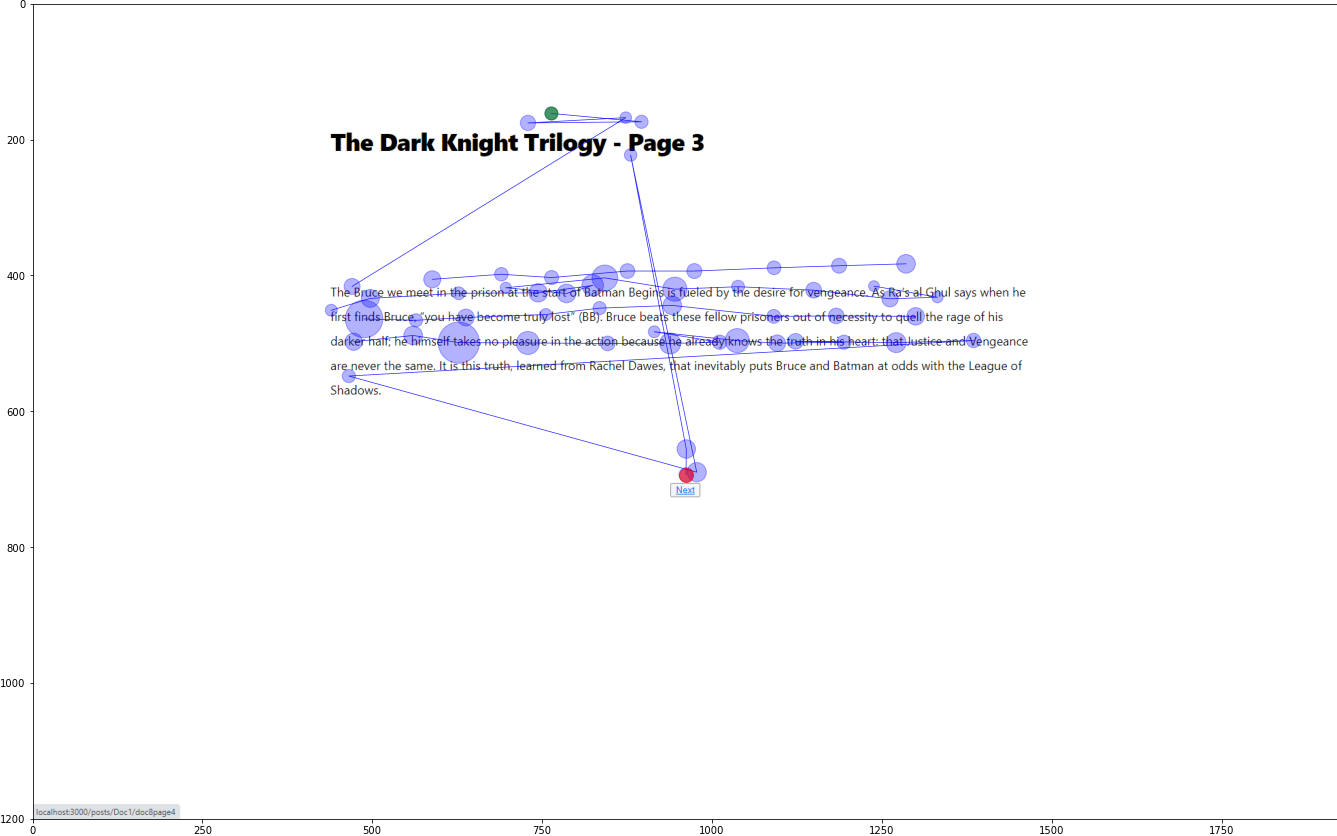 0
200
The Dark Knight Trilogy - Page 3
400
The Bruce we meet in the prison at the start of Batman Begins is fueled by the desire for vengeance. As Ra's al Ghul says when he
first finds Bruce, "you have become truly lost" (BB). Bruce beats these fellow prisoners out of necessity to quell the rage of his
darker half; he himself takes no pleasure in the action because he already knows the truth in his heart: that Justice and Vengeance
are never the same. It is this truth, learned from Rachel Dawes, that inevitably puts Bruce and Batman at odds with the League of
Shadows.
600
Next
800
1000
localhost:3000/posts/Doc1/doc8page4
1200
0 250 500 750 1000 1250 1500 1750